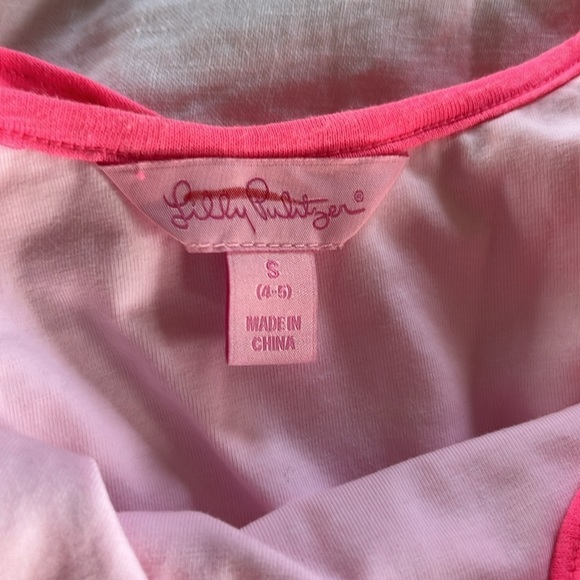 Lilly Pulitzer®
S
(4-5)
MADE IN
CHINA